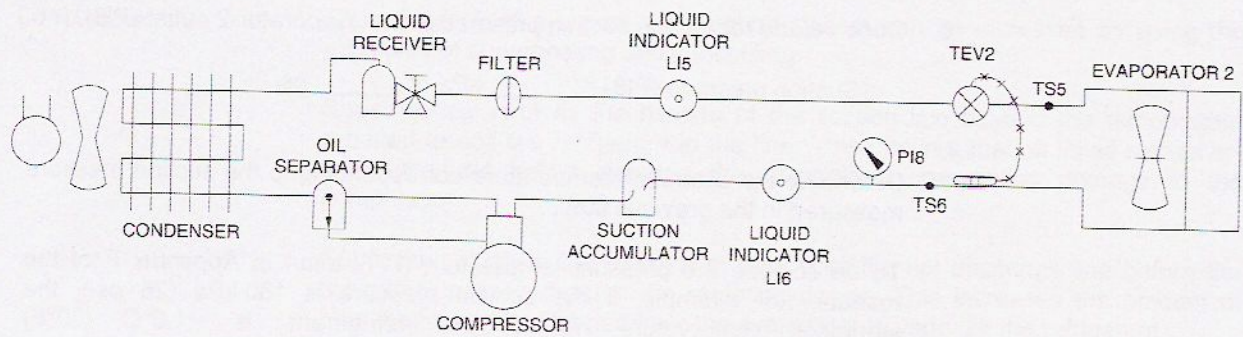 LIQUID
RECEIVER
FILTER
LIQUID
INDICATOR
LI5
TEV2
TS5
EVAPORATOR 2
OIL
SEPARATOR
PI8
TS6
CONDENSER
SUCTION
ACCUMULATOR
LIQUID
INDICATOR
LI6
COMPRESSOR